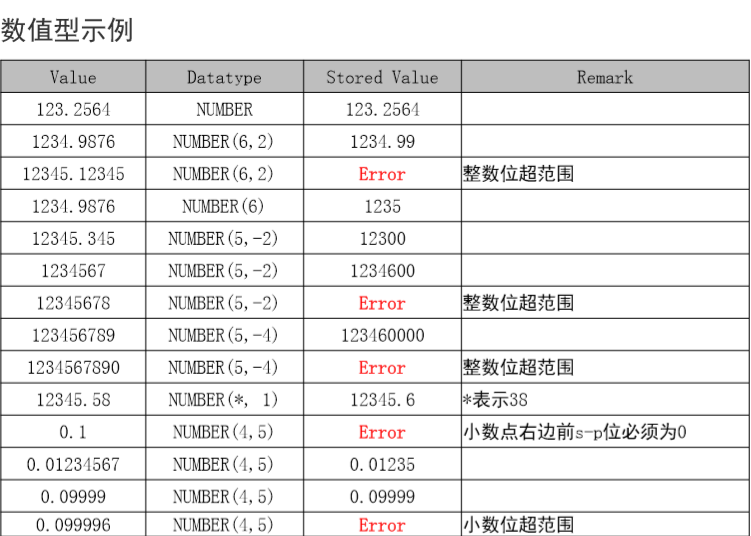 数值型示例
Value Datatype Stored Value Remark
123.2564 NUMBER 123.2564
1234.9876 NUMBER(6,2) 1234.99
12345.12345 NUMBER(6,2) Error 整数位超范围
1234.9876 NUMBER(6) 1235
12345.345 NUMBER(5,-2) 12300
1234567 NUMBER(5,-2) 1234600
12345678 NUMBER(5,-2) Error 整数位超范围
123456789 NUMBER(5,-4) 123460000
1234567890 NUMBER(5,-4) Error 整数位超范围
12345.58 NUMBER(*, 1) 12345.6 *表示38
0.1 NUMBER(4,5) Error 小数点右边前s-p位必须为0
0.01234567 NUMBER(4,5) 0.01235
0.09999 NUMBER(4,5) 0.09999
0.099996 NUMBER(4,5) Error 小数位超范围